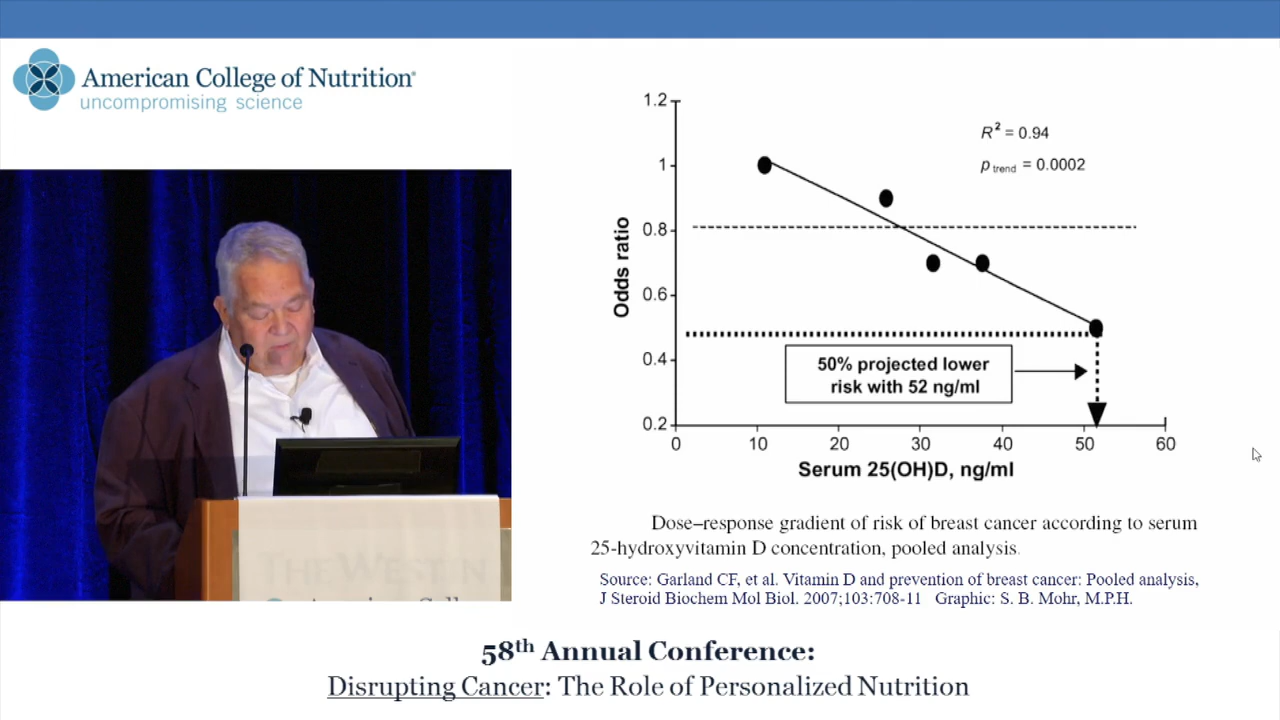 American College of Nutrition®
uncompromising science
1.2
1
0.8
0.6
0.4
0.2
0
10
20
30
40
50
60
Odds ratio
R² = 0.94
p trend = 0.0002
50% projected lower
risk with 52 ng/ml
Serum 25(OH)D, ng/ml
Dose–response gradient of risk of breast cancer according to serum
25-hydroxyvitamin D concentration, pooled analysis.
Source: Garland CF, et al. Vitamin D and prevention of breast cancer: Pooled analysis,
J Steroid Biochem Mol Biol. 2007;103:708-11 Graphic: S. B. Mohr, M.P.H.
THE WESTIN
58th Annual Conference:
Disrupting Cancer: The Role of Personalized Nutrition